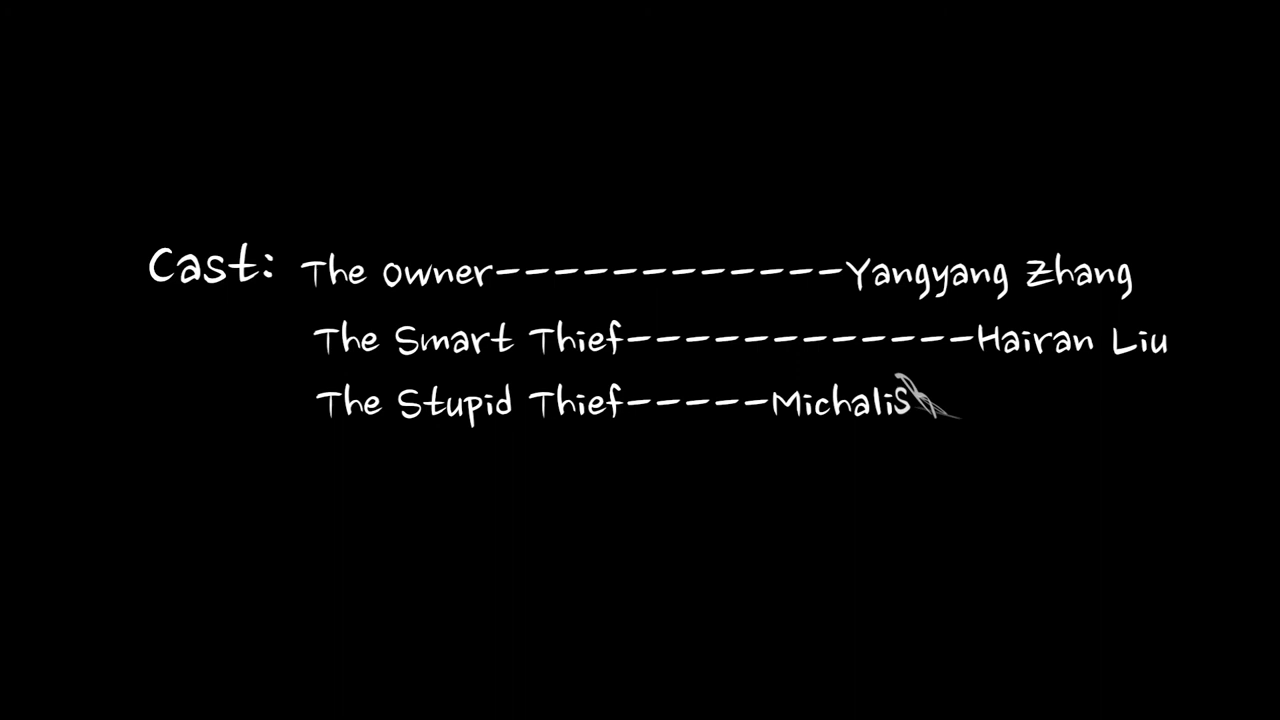 Cast: The Owner------------Yangyang Zhang
The Smart Thief------------Hairan Liu
The Stupid Thief-----Michalis